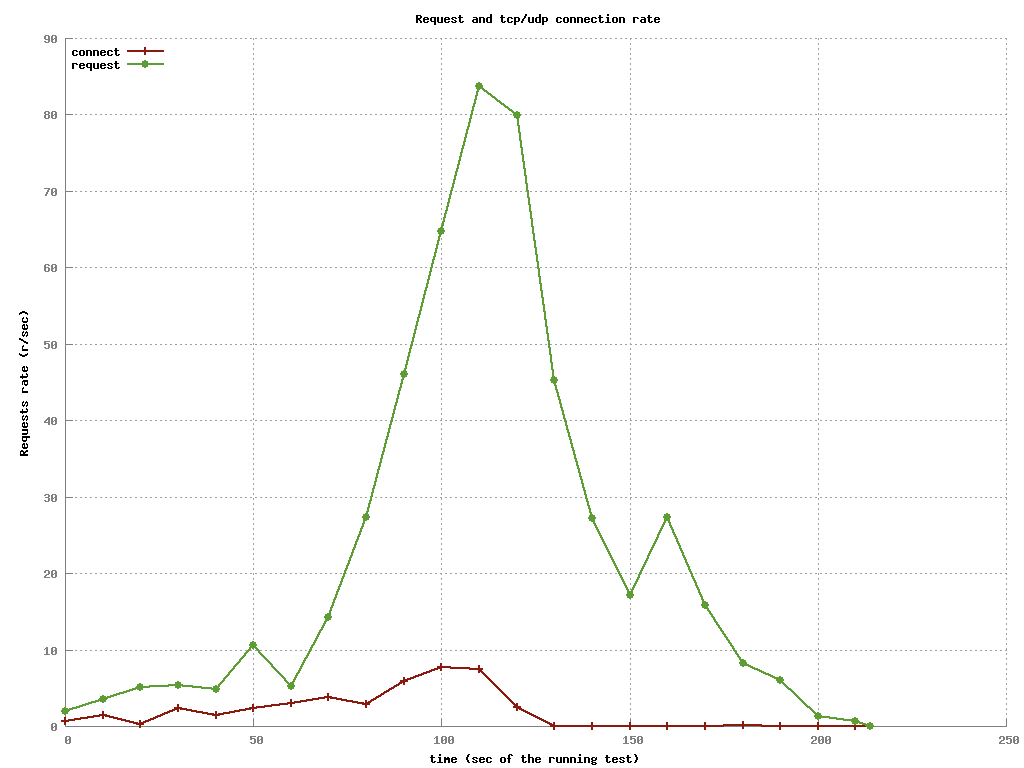 Request and tcp/udp connection rate
90
connect
request
80
70
60
50
40
30
20
10
0
Requests rate (r/sec)
0 50 100 150 200 250
time (sec of the running test)